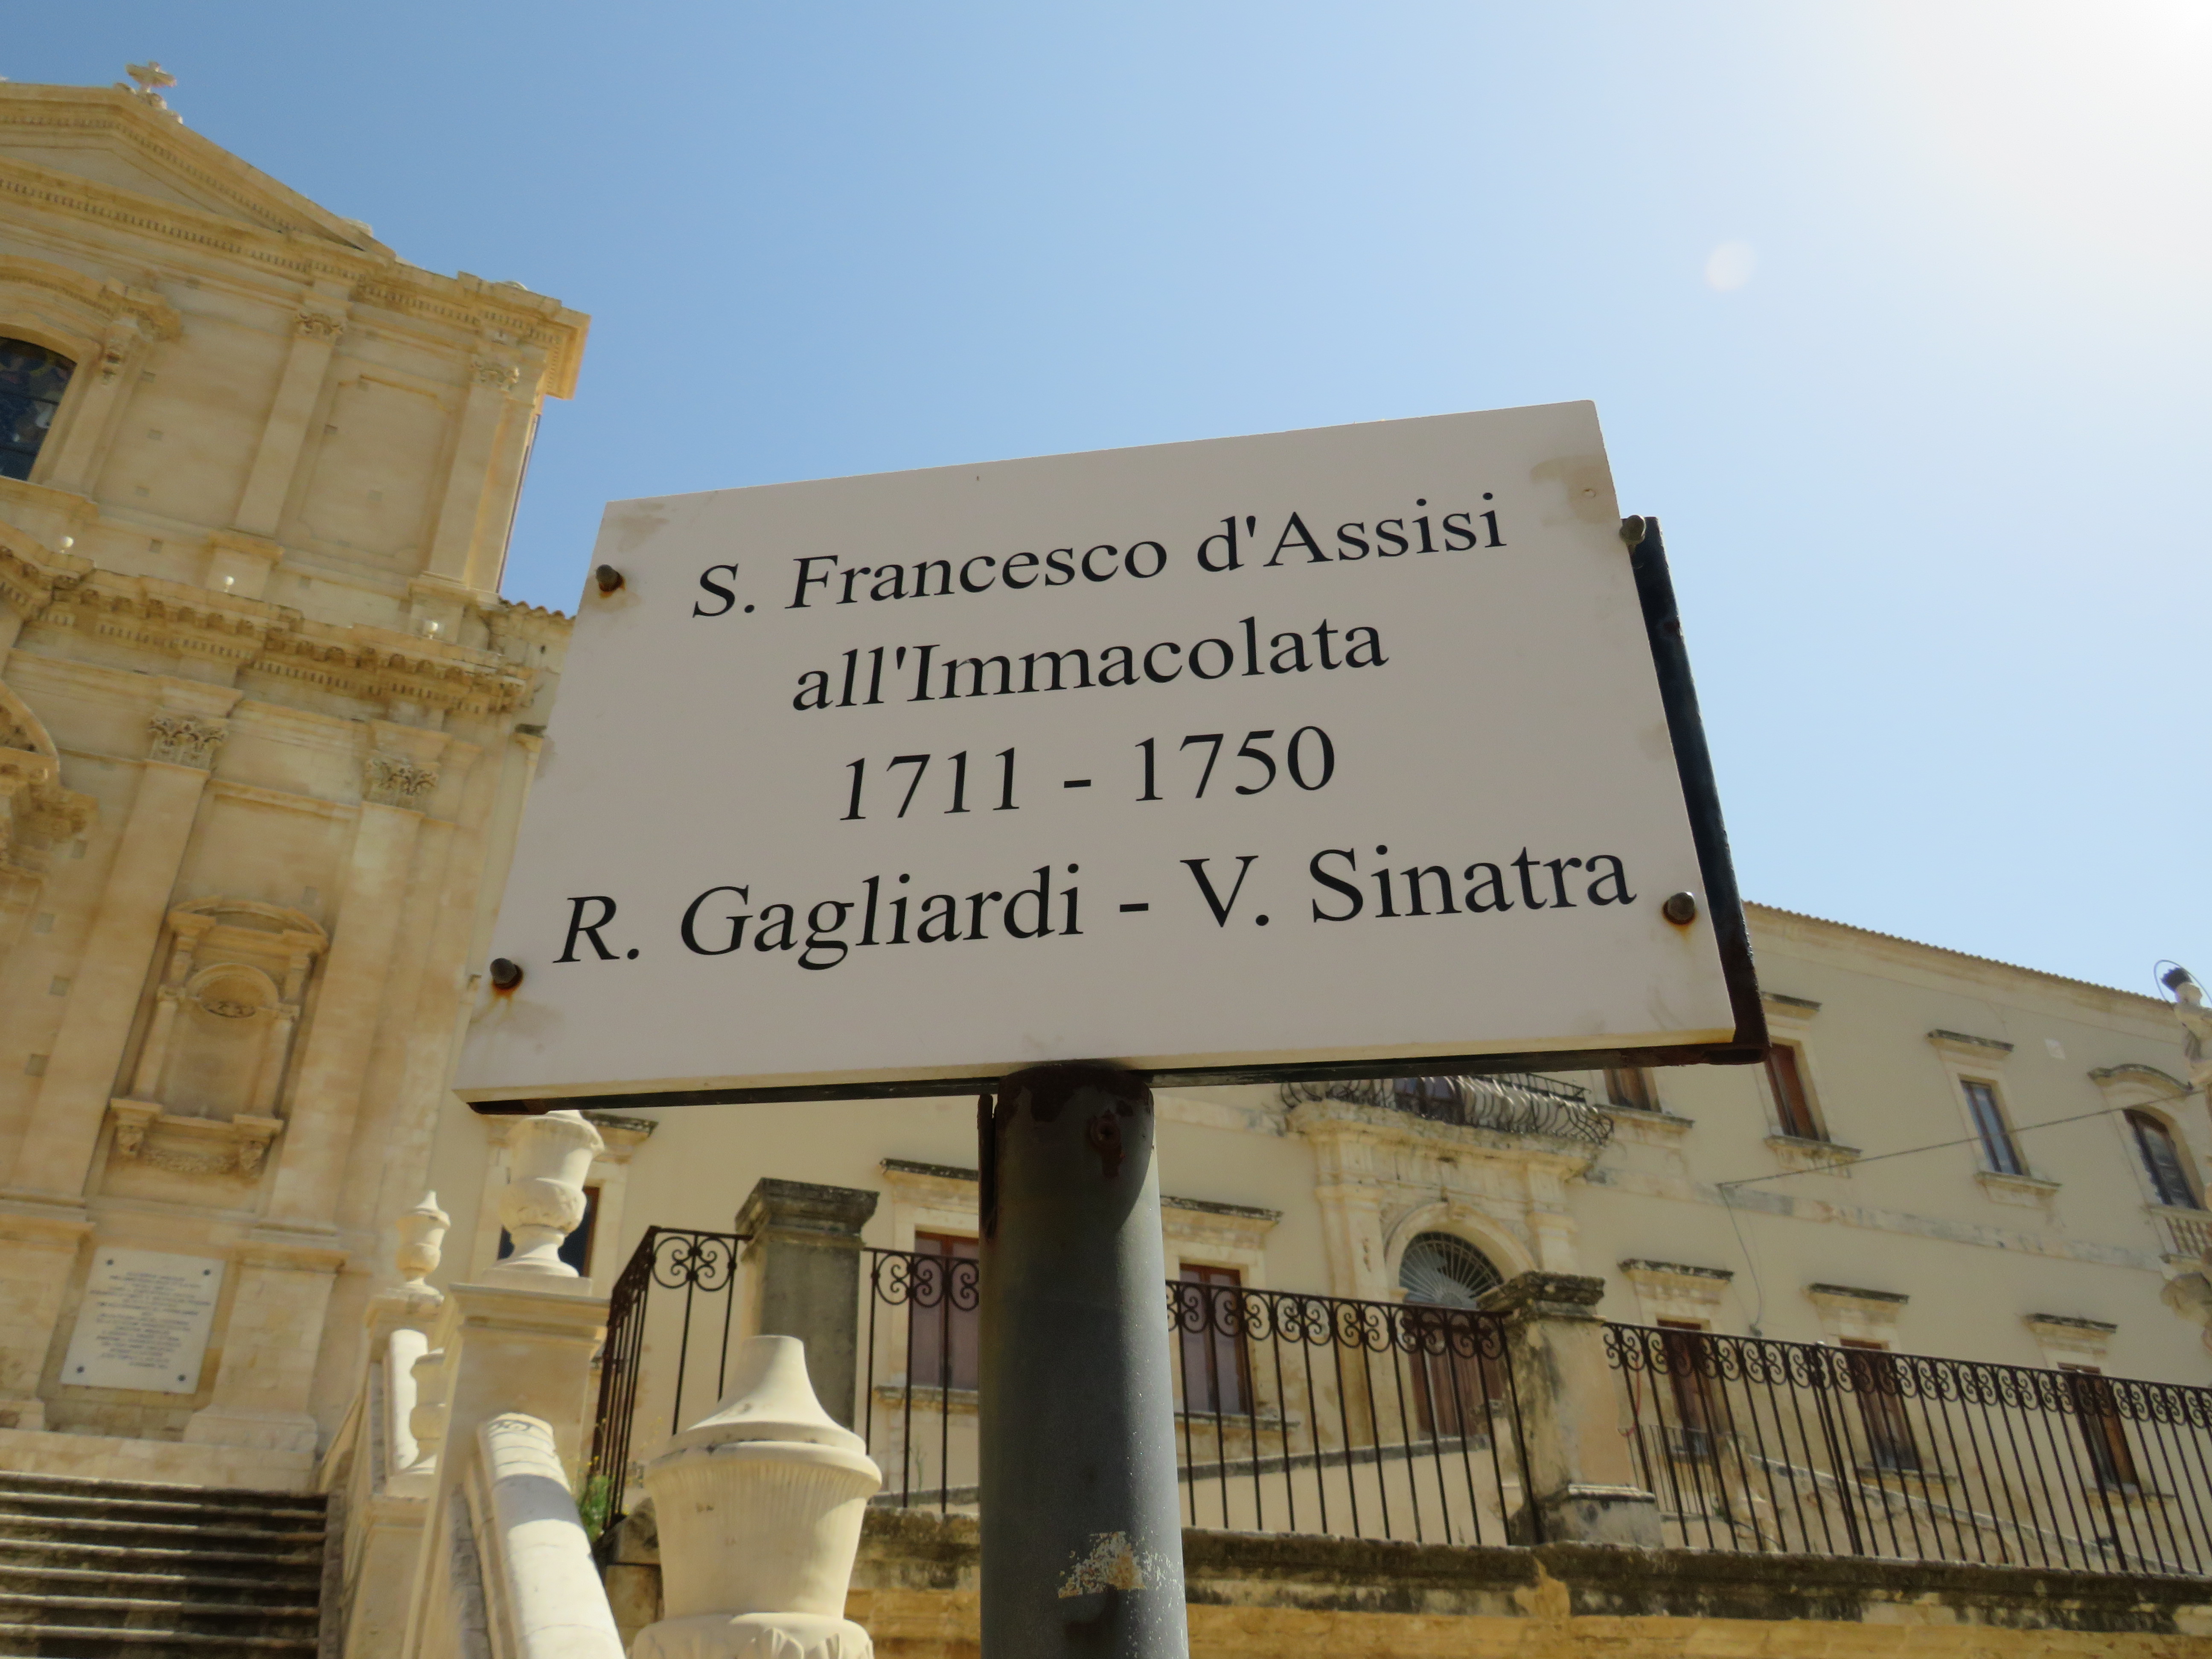 S. Francesco d'Assisi
all'Immacolata
1711 - 1750
R. Gagliardi - V. Sinatra